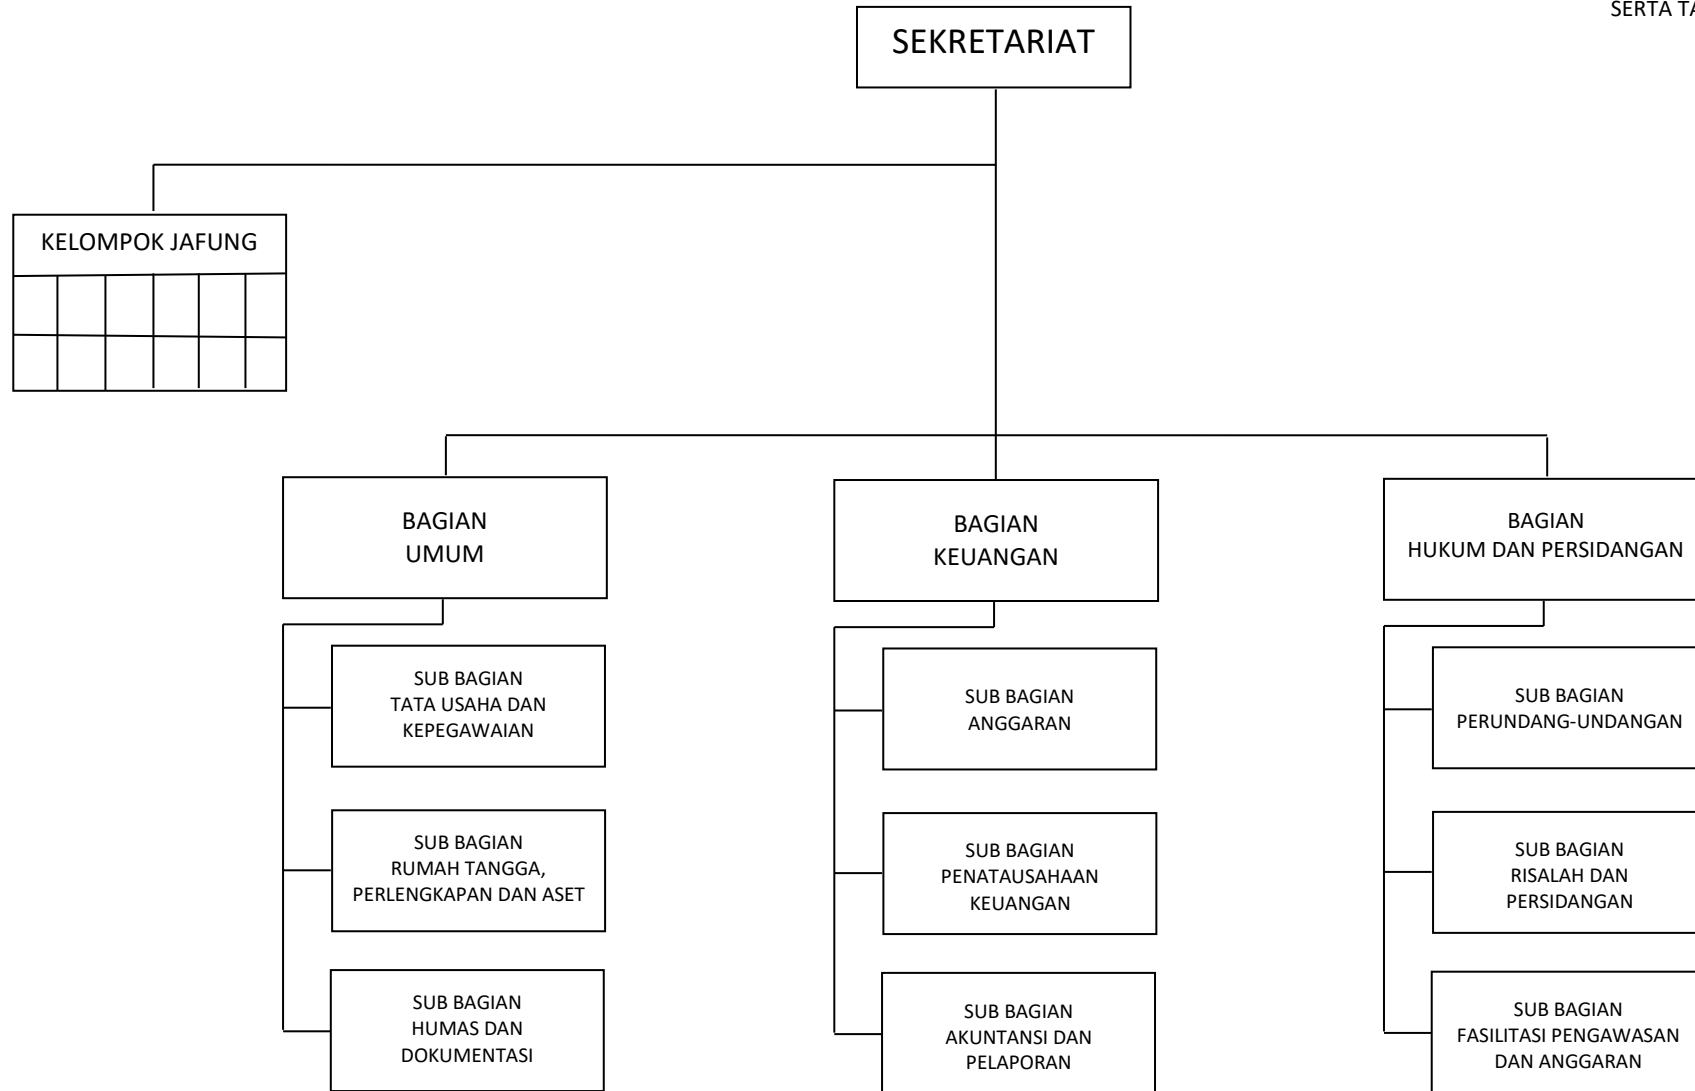 SERTA
SEKRETARIAT
KELOMPOK JAFUNG
BAGIAN
UMUM
BAGIAN
KEUANGAN
BAGIAN
HUKUM DAN PERSIDANGAN
SUB BAGIAN
TATA USAHA DAN
KEPEGAWAIAN
SUB BAGIAN
ANGGARAN
SUB BAGIAN
PERUNDANG-UNDANGAN
SUB BAGIAN
RUMAH TANGGA,
PERLENGKAPAN DAN ASET
SUB BAGIAN
PENATAUSAHAAN
KEUANGAN
SUB BAGIAN
RISALAH DAN
PERSIDANGAN
SUB BAGIAN
HUMAS DAN
DOKUMENTASI
SUB BAGIAN
AKUNTANSI DAN
PELAPORAN
SUB BAGIAN
FASILITASI PENGAWASAN
DAN ANGGARAN